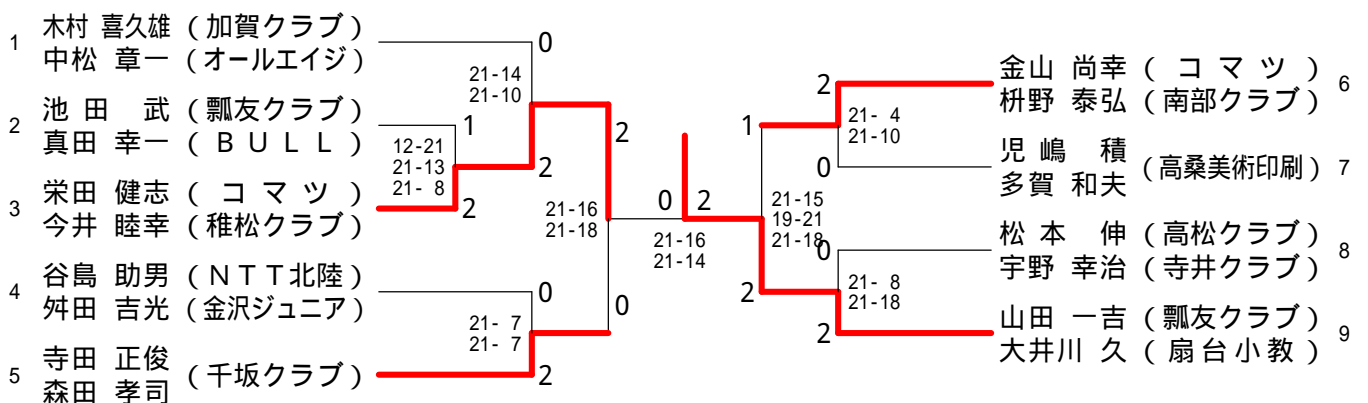 1 木村 喜久雄 (加賀クラブ)
中松 章一 (オールエイジ)
2 池田 武 (瓢友クラブ)
真田 幸一 (BULL)
3 栄田 健志 (コマツ)
今井 睦幸 (稚松クラブ)
4 谷島 助男 (NTT北陸)
舛田 吉光 (金沢ジュニア)
5 寺田 正俊
森田 孝司
(千坂クラブ)
0
21-14
21-10
1
12-21
21-13
21- 8
2
2
2
21-16
21-18
0
21- 7
21- 7
2
0
0 2
21-16
21-14
1
21-15
19-21
21-18
2
2
21- 4
21-10
0
0
21- 8
21-18
2
金山 尚幸 (コマツ) 6
枡野 泰弘 (南部クラブ)
児嶋 積
多賀 和夫
(高桑美術印刷) 7
松本 伸 (高松クラブ) 8
宇野 幸治 (寺井クラブ)
山田 一吉 (瓢友クラブ) 9
大井川 久 (扇台小教)